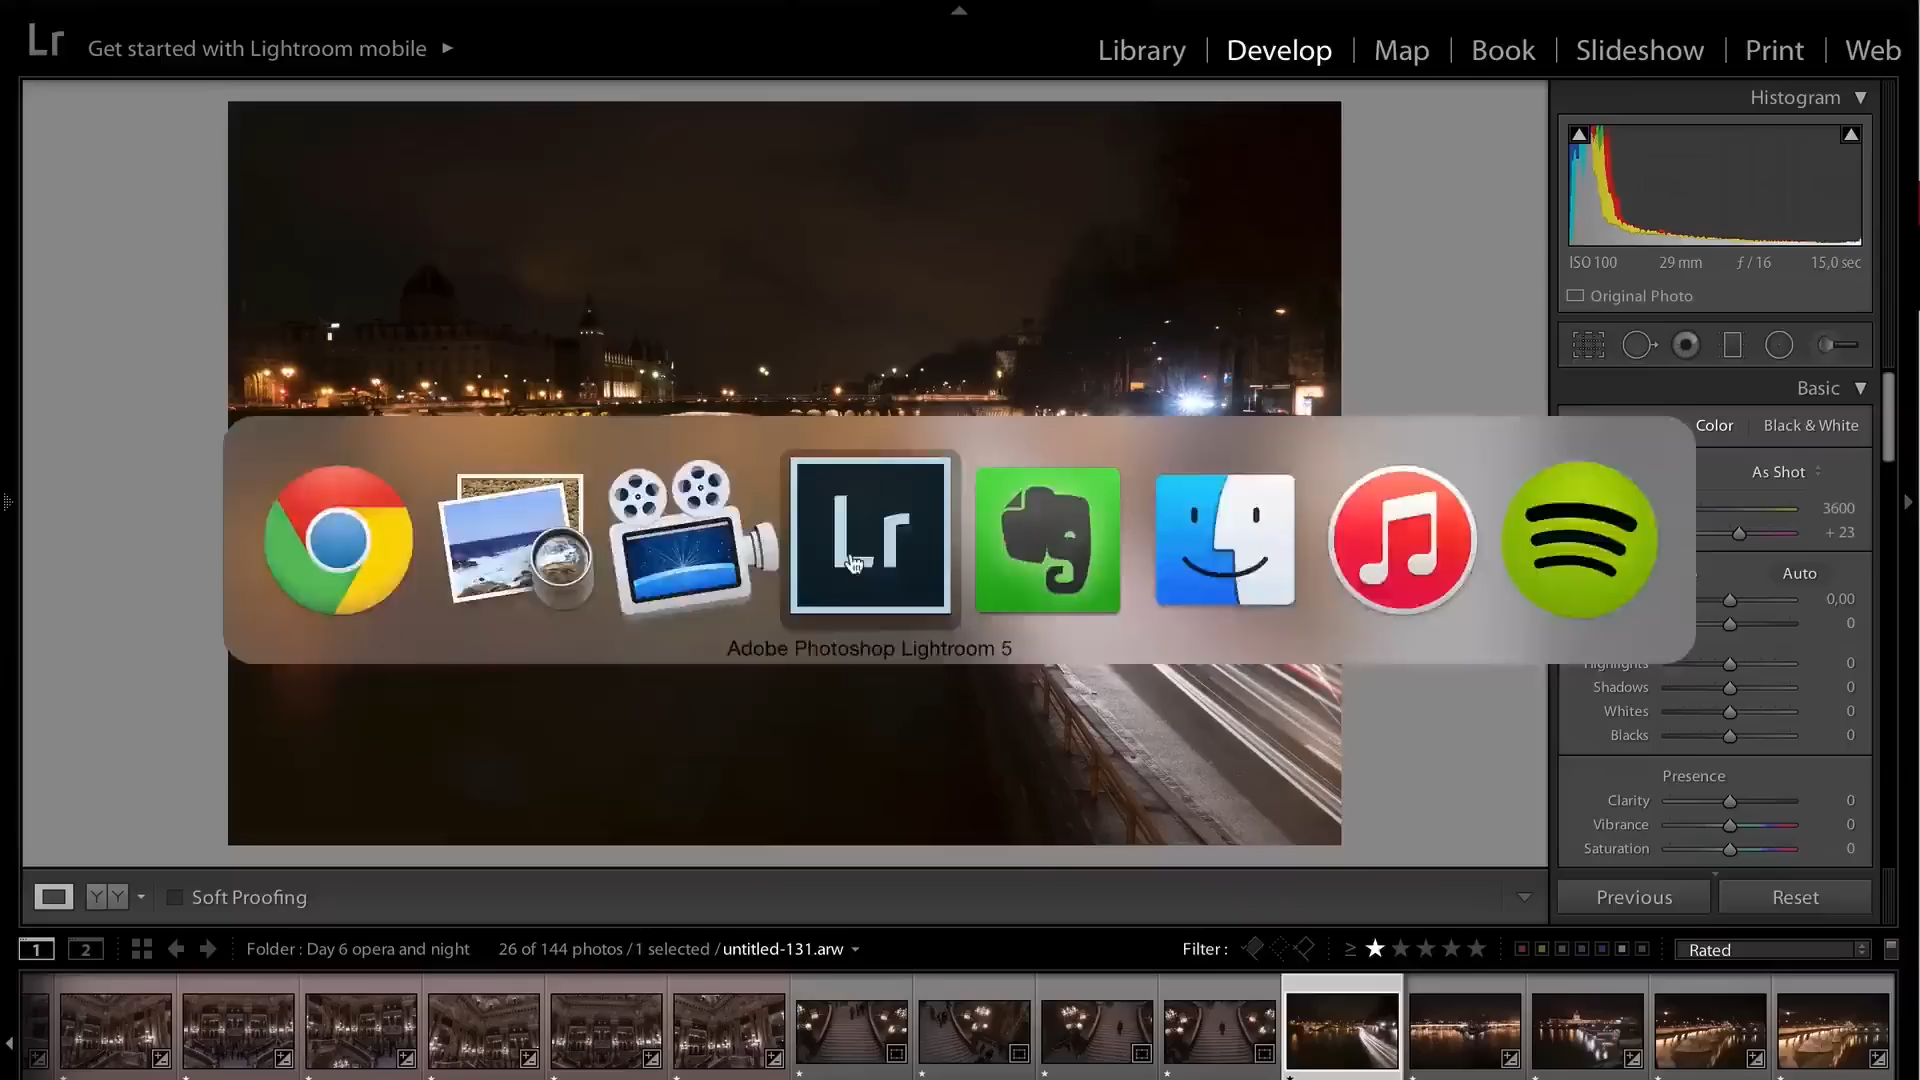 Lr Get started with Lightroom mobile
Library | Develop | Map | Book | Slideshow | Print | Web
Histogram
ISO 100 29 mm ƒ / 16 15,0 sec
Original Photo
Basic
Color Black & White
As Shot
3600
+ 23
Auto
0,00
0
Highlights 0
Shadows 0
Whites 0
Blacks 0
Presence
Clarity 0
Vibrance 0
Saturation 0
Lr
Adobe Photoshop Lightroom 5
Y Y Soft Proofing
Previous Reset
1 2 Folder : Day 6 opera and night 26 of 144 photos / 1 selected / untitled-131.arw Filter : ≥ Rated